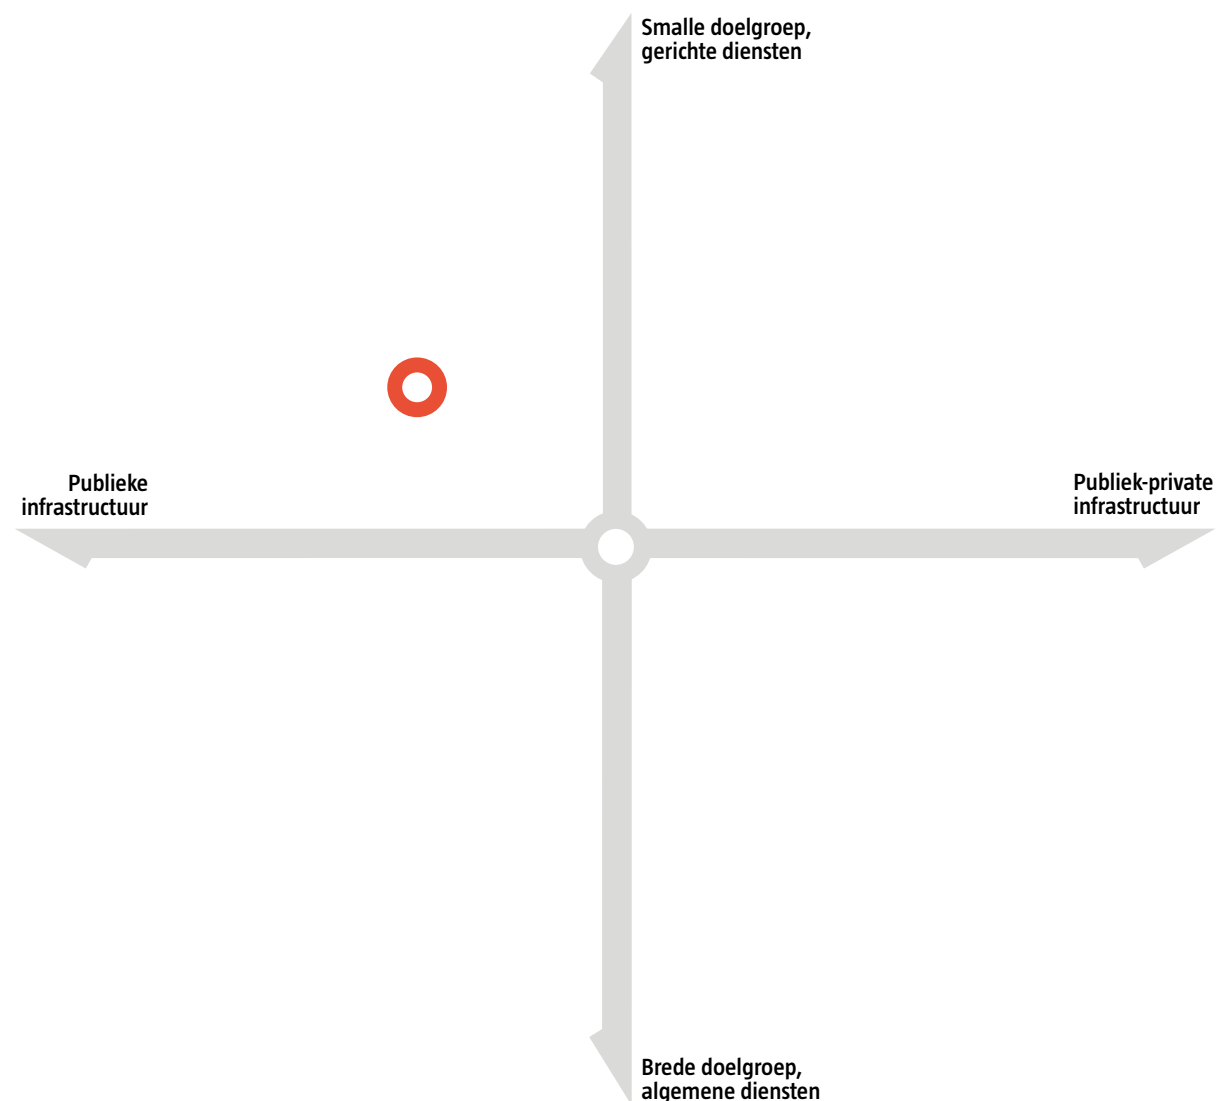 Smalle doelgroep,
gerichte diensten
Publieke
infrastructuur
Publiek-private
infrastructuur
Brede doelgroep,
algemene diensten